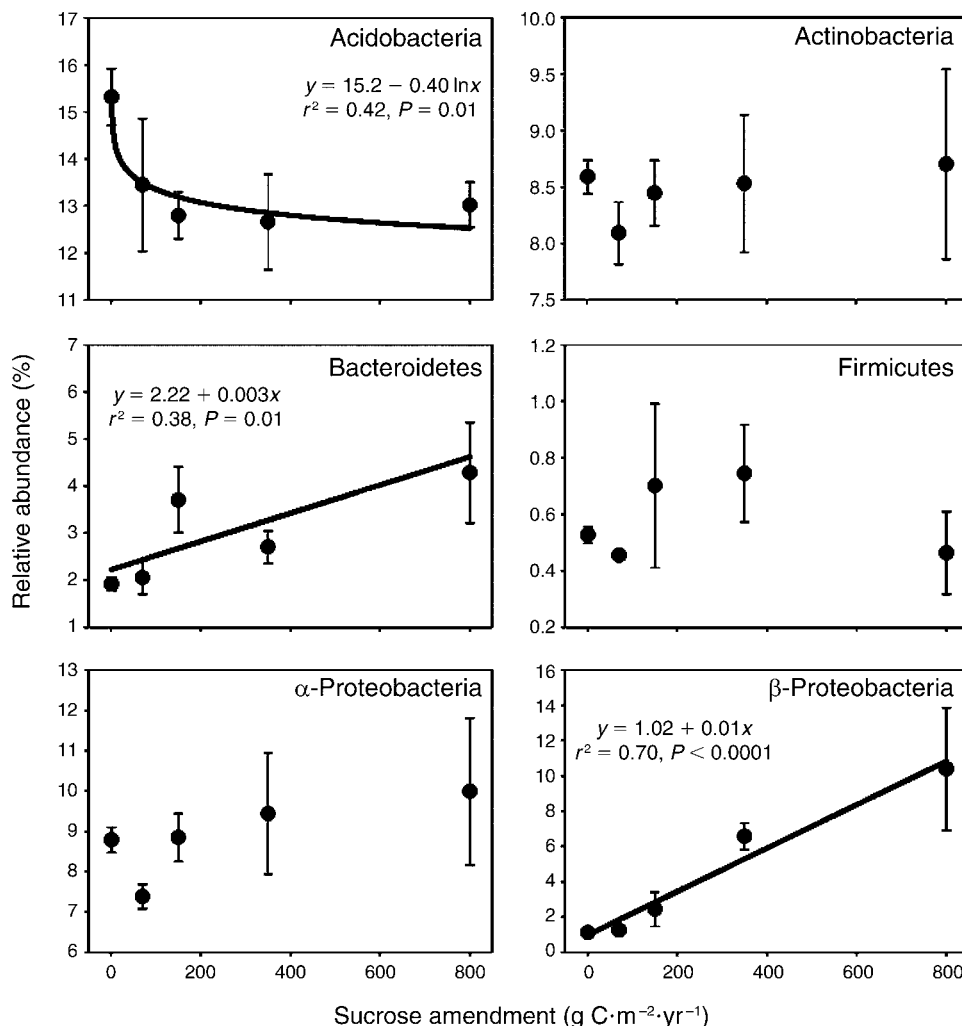 17
16
15
14
13
12
11
Acidobacteria
y = 15.2 – 0.40 lnx
r² = 0.42, P = 0.01
10.0
9.5
9.0
8.5
8.0
7.5
Actinobacteria
Relative abundance (%)
7
6
5
4
3
2
1
Bacteroidetes
y = 2.22 + 0.003x
r² = 0.38, P = 0.01
1.2
1.0
0.8
0.6
0.4
0.2
Firmicutes
13
12
11
10
9
8
7
6
α-Proteobacteria
16
14
12
10
8
6
4
2
0
β-Proteobacteria
y = 1.02 + 0.01x
r² = 0.70, P < 0.0001
0 200 400 600 800
0 200 400 600 800
Sucrose amendment (g C·m⁻²·yr⁻¹)